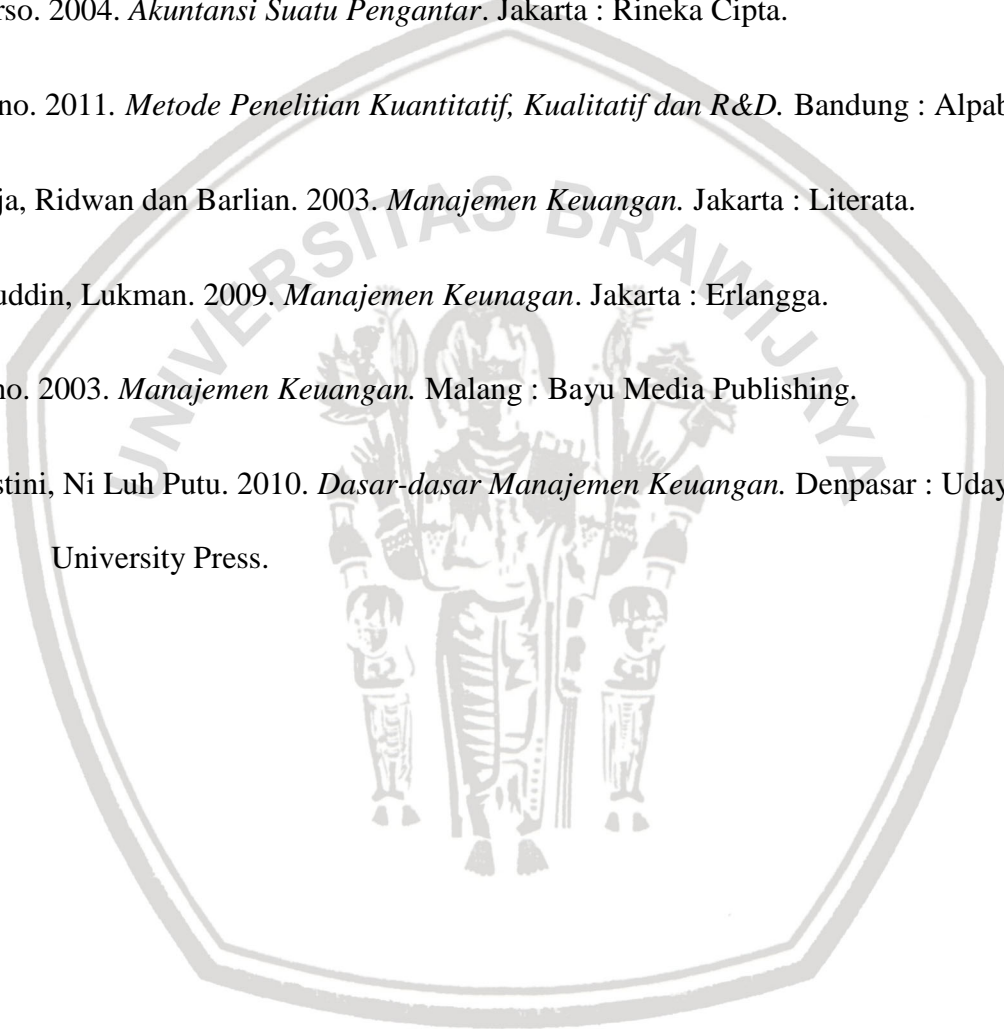 rso. 2004. Akuntansi Suatu Pengantar. Jakarta : Rineka Cipta.
no. 2011. Metode Penelitian Kuantitatif, Kualitatif dan R&D. Bandung : Alpab
ja, Ridwan dan Barlian. 2003. Manajemen Keuangan. Jakarta : Literata.
uddin, Lukman. 2009. Manajemen Keunagan. Jakarta : Erlangga.
no. 2003. Manajemen Keuangan. Malang : Bayu Media Publishing.
stini, Ni Luh Putu. 2010. Dasar-dasar Manajemen Keuangan. Denpasar : Uday
University Press.
UNIVERSITAS BRAWIJAYA